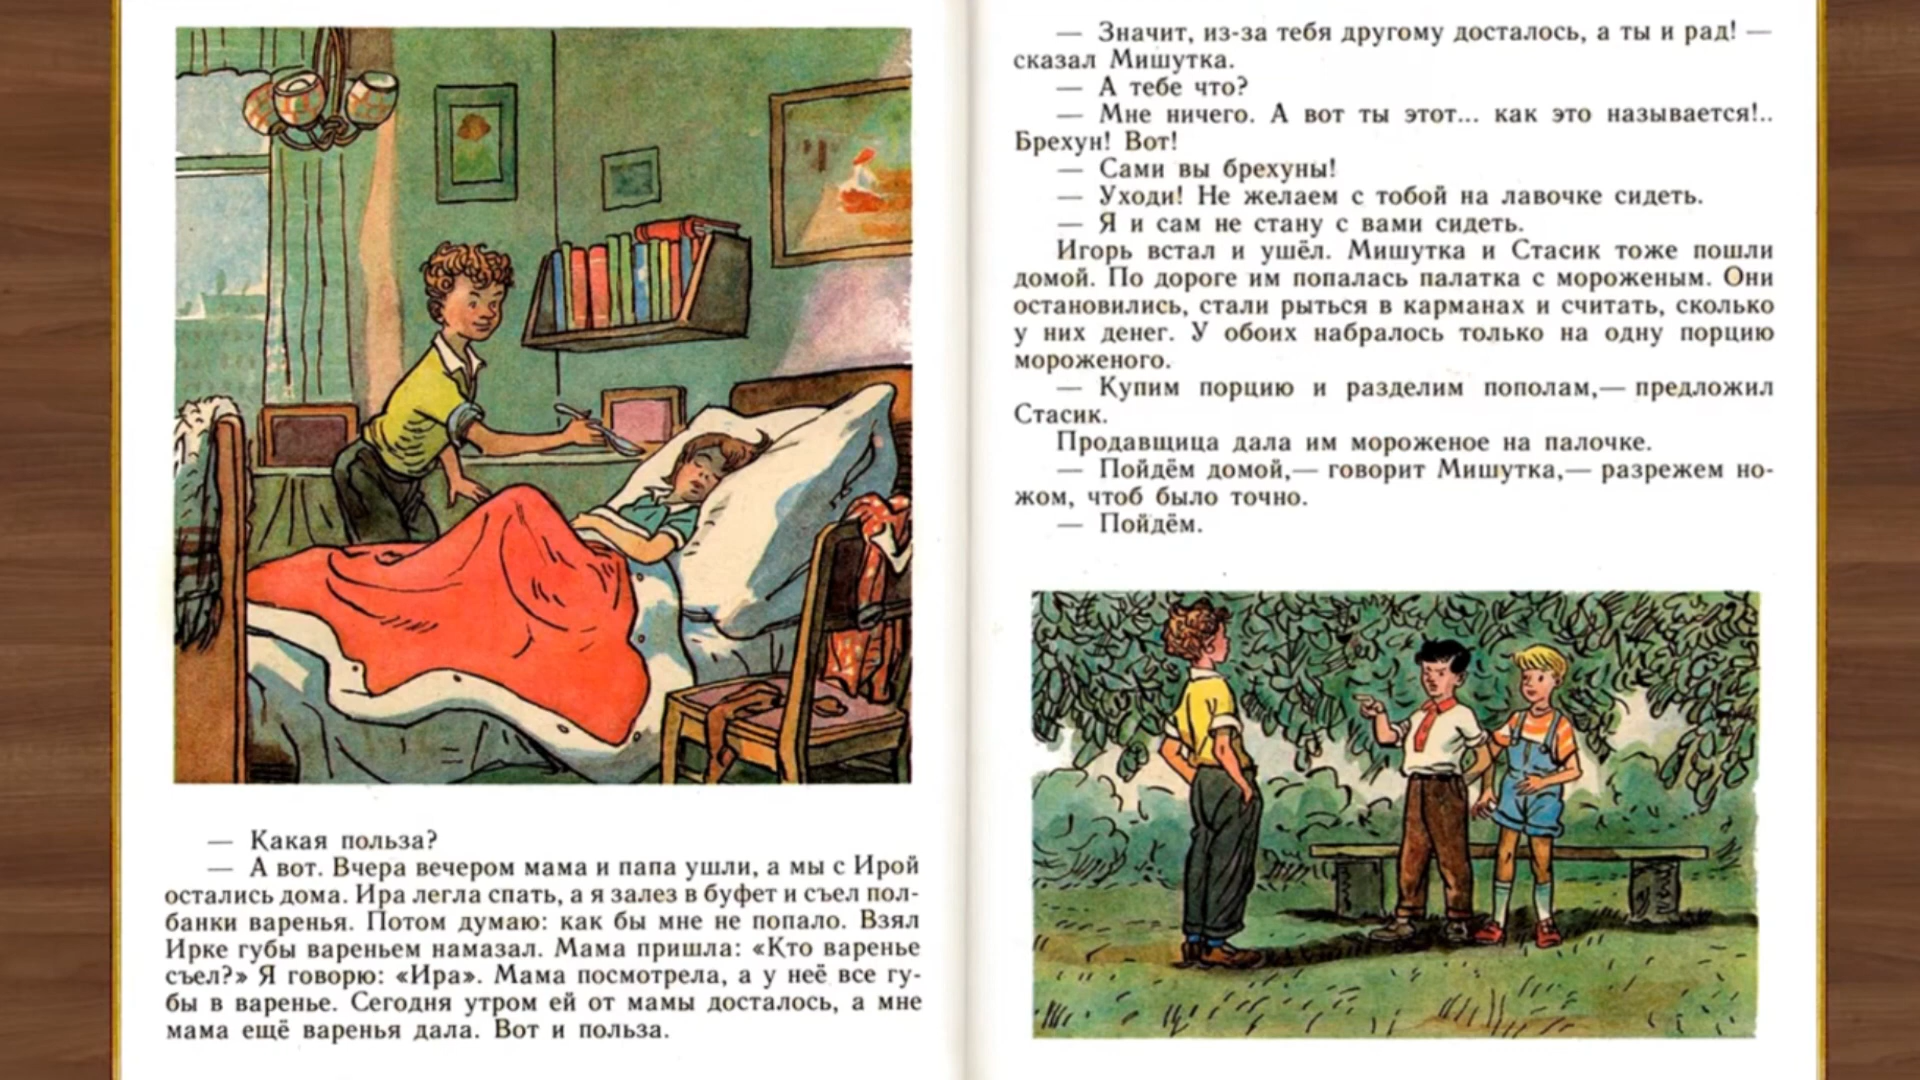 — Какая польза?
— А вот. Вчера вечером мама и папа ушли, а мы с Ирой
остались дома. Ира легла спать, а я залез в буфет и съел пол-
банки варенья. Потом думаю: как бы мне не попало. Взял
Ирке губы вареньем намазал. Мама пришла: «Кто варенье
съел?» Я говорю: «Ира». Мама посмотрела, а у неё все гу-
бы в варенье. Сегодня утром ей от мамы досталось, а мне
мама ещё варенья дала. Вот и польза.
— Значит, из-за тебя другому досталось, а ты и рад! —
сказал Мишутка.
— А тебе что?
— Мне ничего. А вот ты этот... как это называется!..
Брехун! Вот!
— Сами вы брехуны!
— Уходи! Не желаем с тобой на лавочке сидеть.
— Я и сам не стану с вами сидеть.
Игорь встал и ушёл. Мишутка и Стасик тоже пошли
домой. По дороге им попалась палатка с мороженым. Они
остановились, стали рыться в карманах и считать, сколько
у них денег. У обоих набралось только на одну порцию
мороженого.
— Купим порцию и разделим пополам,— предложил
Стасик.
Продавщица дала им мороженое на палочке.
— Пойдём домой,— говорит Мишутка,— разрежем но-
жом, чтоб было точно.
— Пойдём.